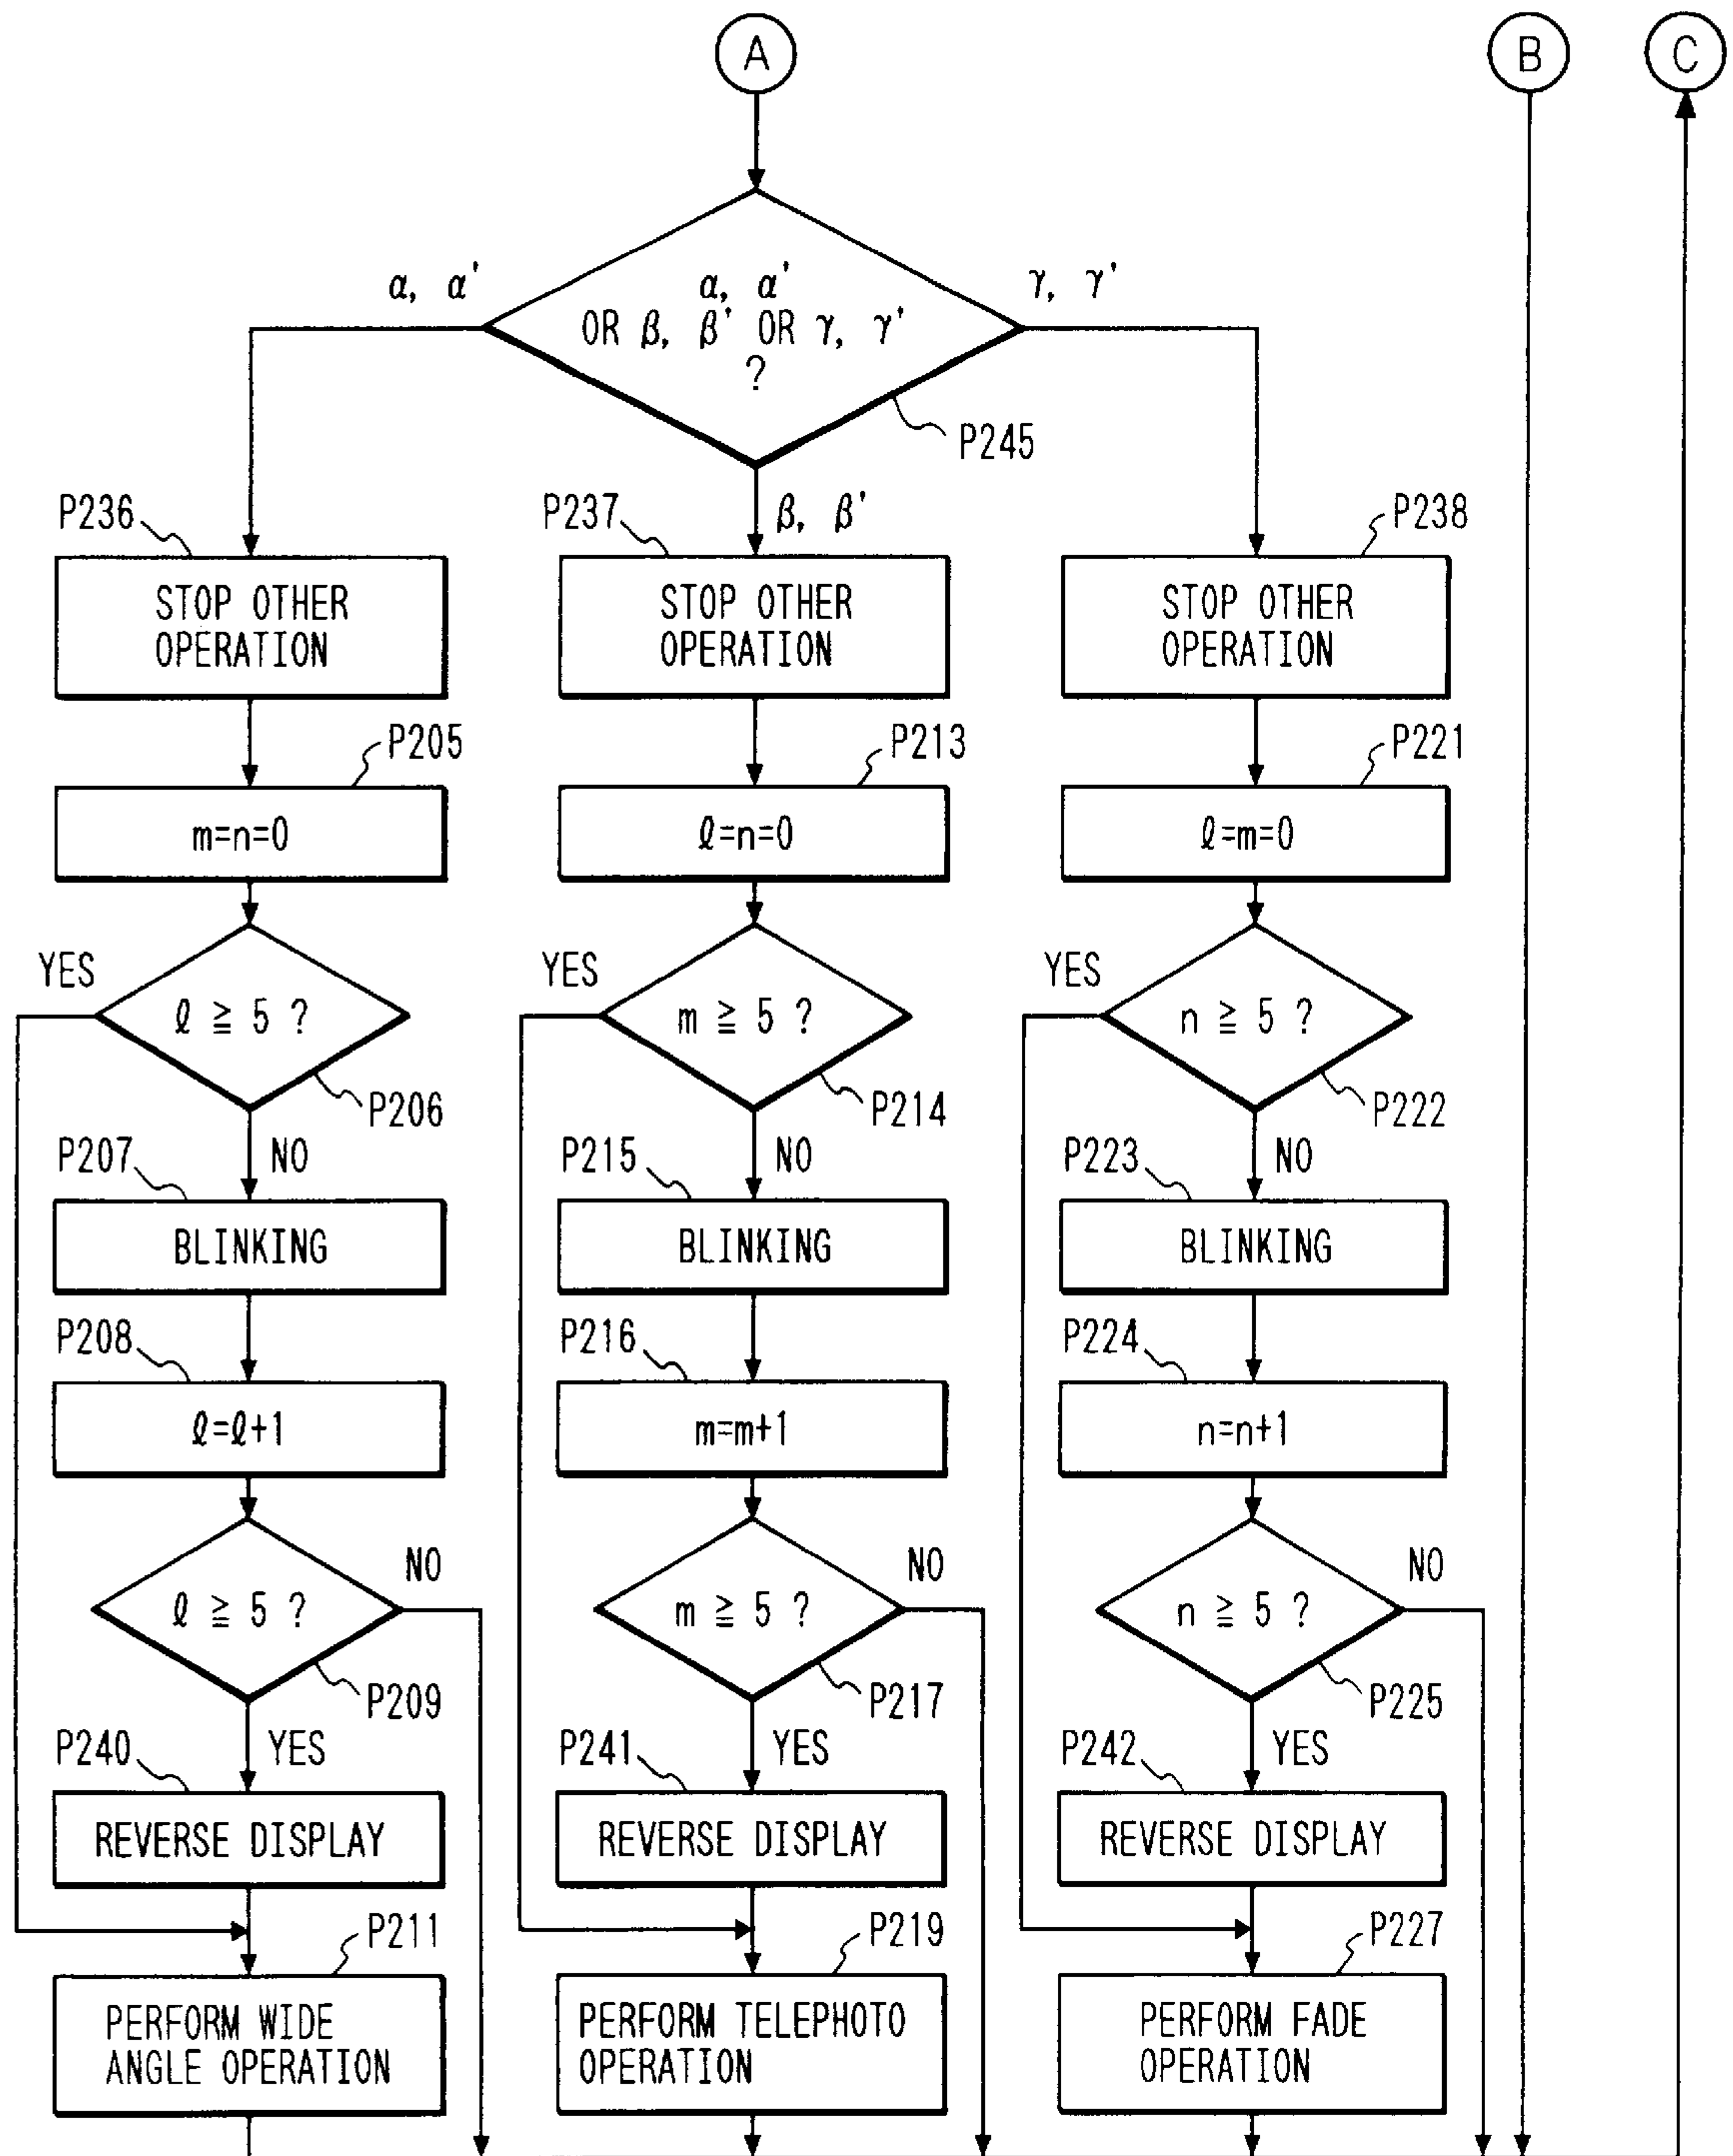 A
B
C
α, α'
α, α'
OR β, β' OR γ, γ'
?
γ, γ'
P245
β, β'
P236
STOP OTHER
OPERATION
P237
STOP OTHER
OPERATION
P238
STOP OTHER
OPERATION
P205
m=n=0
P213
ℓ=n=0
P221
ℓ=m=0
YES
ℓ ≧ 5 ?
P206
NO
YES
m ≧ 5 ?
P214
NO
YES
n ≧ 5 ?
P222
NO
P207
BLINKING
P215
BLINKING
P223
BLINKING
P208
ℓ=ℓ+1
P216
m=m+1
P224
n=n+1
NO
ℓ ≧ 5 ?
P209
YES
NO
m ≧ 5 ?
P217
YES
NO
n ≧ 5 ?
P225
YES
P240
REVERSE DISPLAY
P241
REVERSE DISPLAY
P242
REVERSE DISPLAY
P211
PERFORM WIDE
ANGLE OPERATION
P219
PERFORM TELEPHOTO
OPERATION
P227
PERFORM FADE
OPERATION